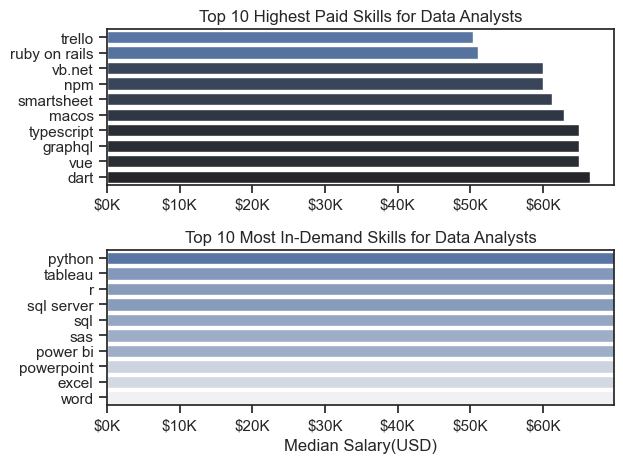 Top 10 Highest Paid Skills for Data Analysts
trello
ruby on rails
vb.net
npm
smartsheet
macos
typescript
graphql
vue
dart
$0K $10K $20K $30K $40K $50K $60K
Top 10 Most In-Demand Skills for Data Analysts
python
tableau
r
sql server
sql
sas
power bi
powerpoint
excel
word
$0K $10K $20K $30K $40K $50K $60K
Median Salary(USD)